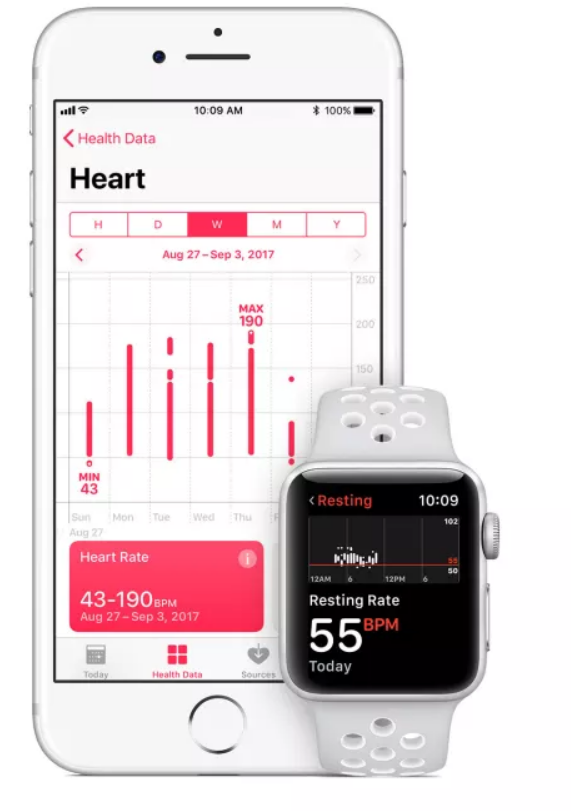 10:09 AM
100%
Health Data
Heart
H D W M Y
Aug 27–Sep 3, 2017
250
MAX
190
200
150
MIN
43
Sun Mon Tue Wed Thu F
Aug 27
Heart Rate
i
43-190BPM
Aug 27–Sep 3, 2017
Today Health Data Sources
Resting 10:09
102
55
50
12AM 6 12PM 6
Resting Rate
55BPM
Today